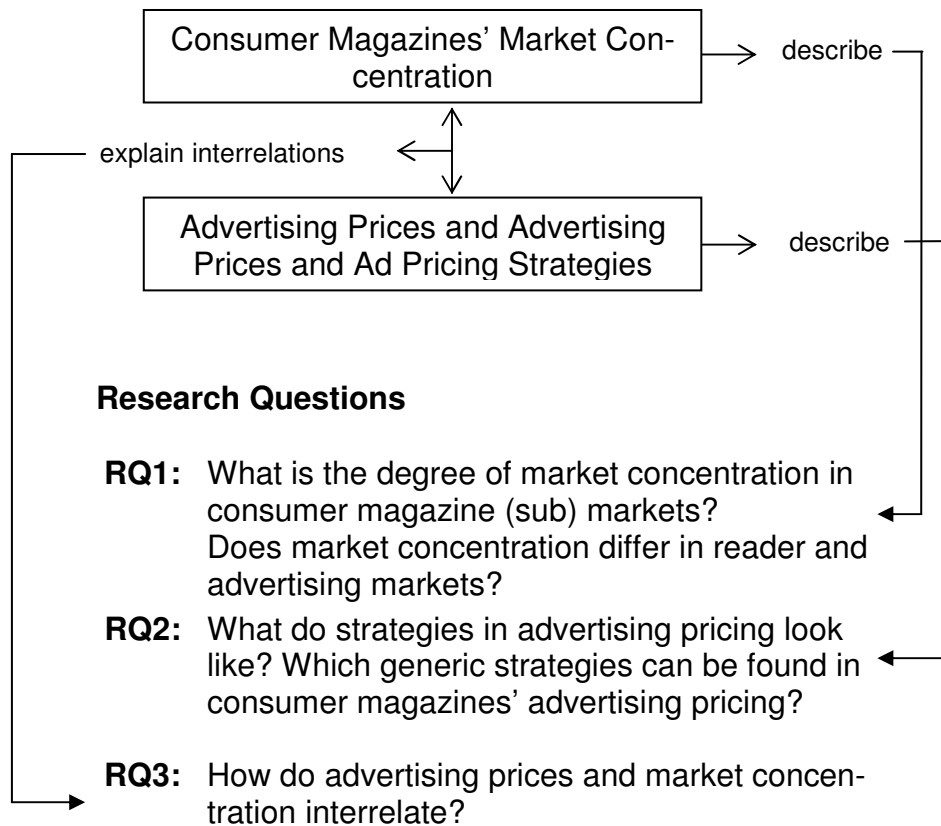 Consumer Magazines’ Market Con-
centration
describe
explain interrelations
Advertising Prices and Advertising
Prices and Ad Pricing Strategies
describe
Research Questions
RQ1: What is the degree of market concentration in
consumer magazine (sub) markets?
Does market concentration differ in reader and
advertising markets?
RQ2: What do strategies in advertising pricing look
like? Which generic strategies can be found in
consumer magazines’ advertising pricing?
RQ3: How do advertising prices and market concen-
tration interrelate?